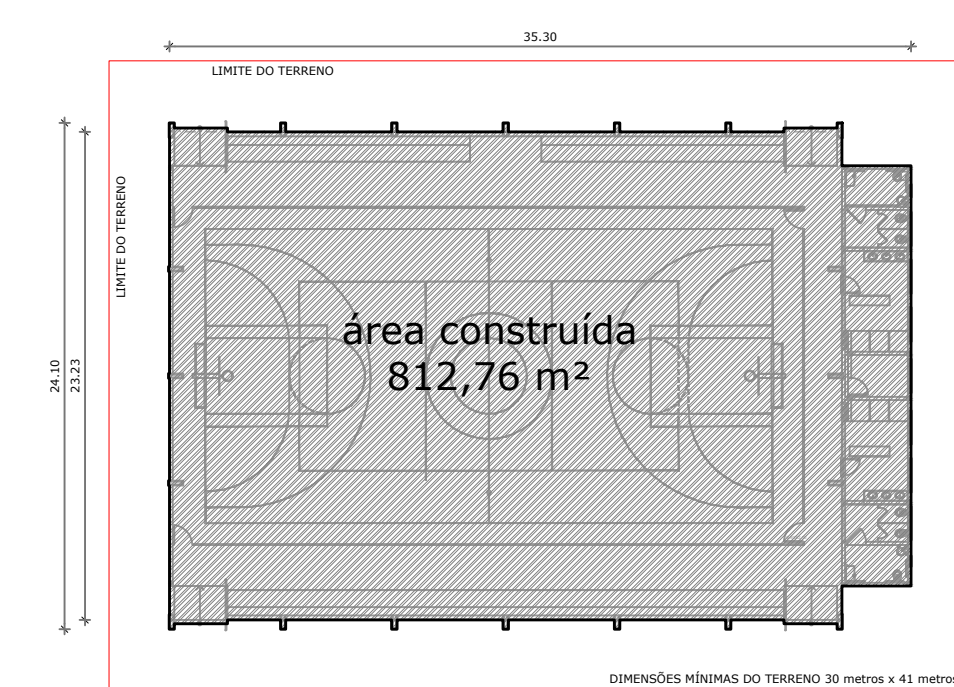 35.30
LIMITE DO TERRENO
LIMITE DO TERRENO
24.10
23.23
área construída
812,76 m²
DIMENSÕES MÍNIMAS DO TERRENO 30 metros x 41 metros